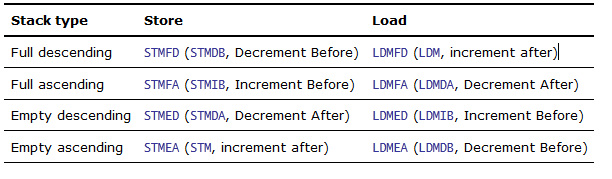 Stack type Store Load
Full descending STMFD (STMDB, Decrement Before) LDMFD (LDM, increment after)
Full ascending STMFA (STMIB, Increment Before) LDMFA (LDMDA, Decrement After)
Empty descending STMED (STMDA, Decrement After) LDMED (LDMIB, Increment Before)
Empty ascending STMEA (STM, increment after) LDMEA (LDMDB, Decrement Before)